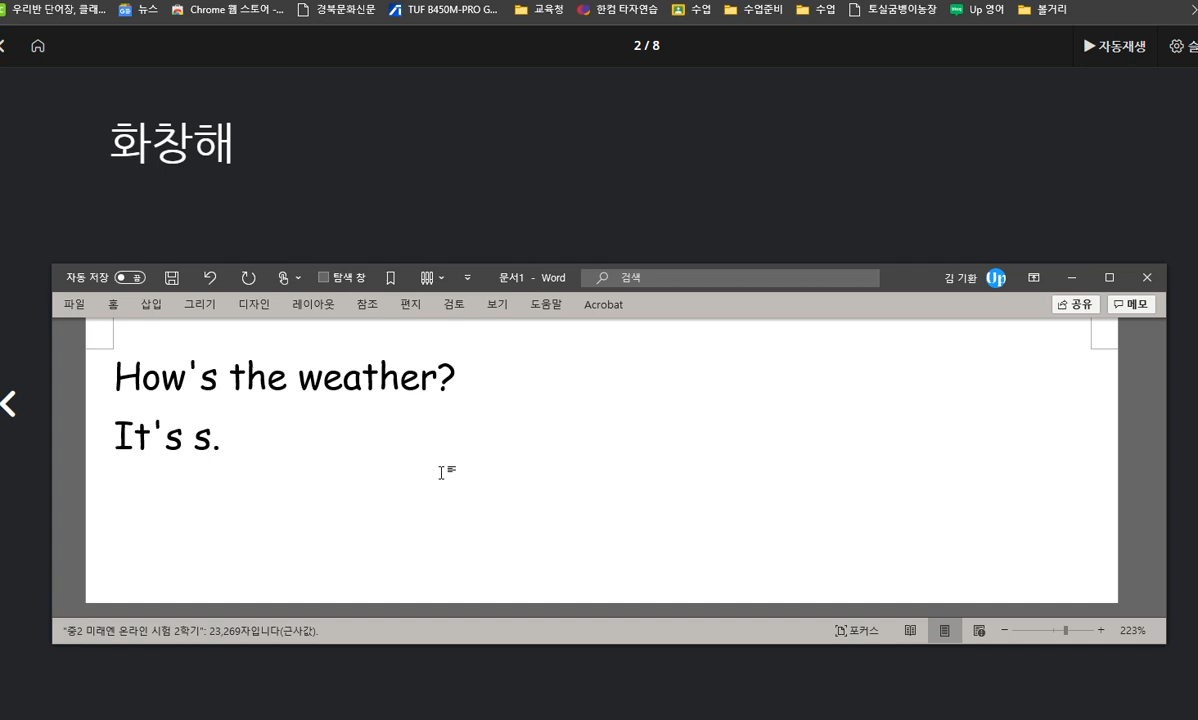 우리반 단어장, 클래... 뉴스 Chrome 웹 스토어 -... 경북문화신문 TUF B450M-PRO G... 교육청 한컴 타자연습 수업 수업준비 수업 토실굼벵이농장 Up 영어 볼거리
2 / 8 자동재생 슬
화창해
자동 저장 끔 탐색 창 문서1 - Word 검색 김 기환 Up
파일 홈 삽입 그리기 디자인 레이아웃 참조 편지 검토 보기 도움말 Acrobat 공유 메모
How's the weather?
It's s.
"중2 미래엔 온라인 시험 2학기": 23,269자입니다(근사값). 포커스 223%